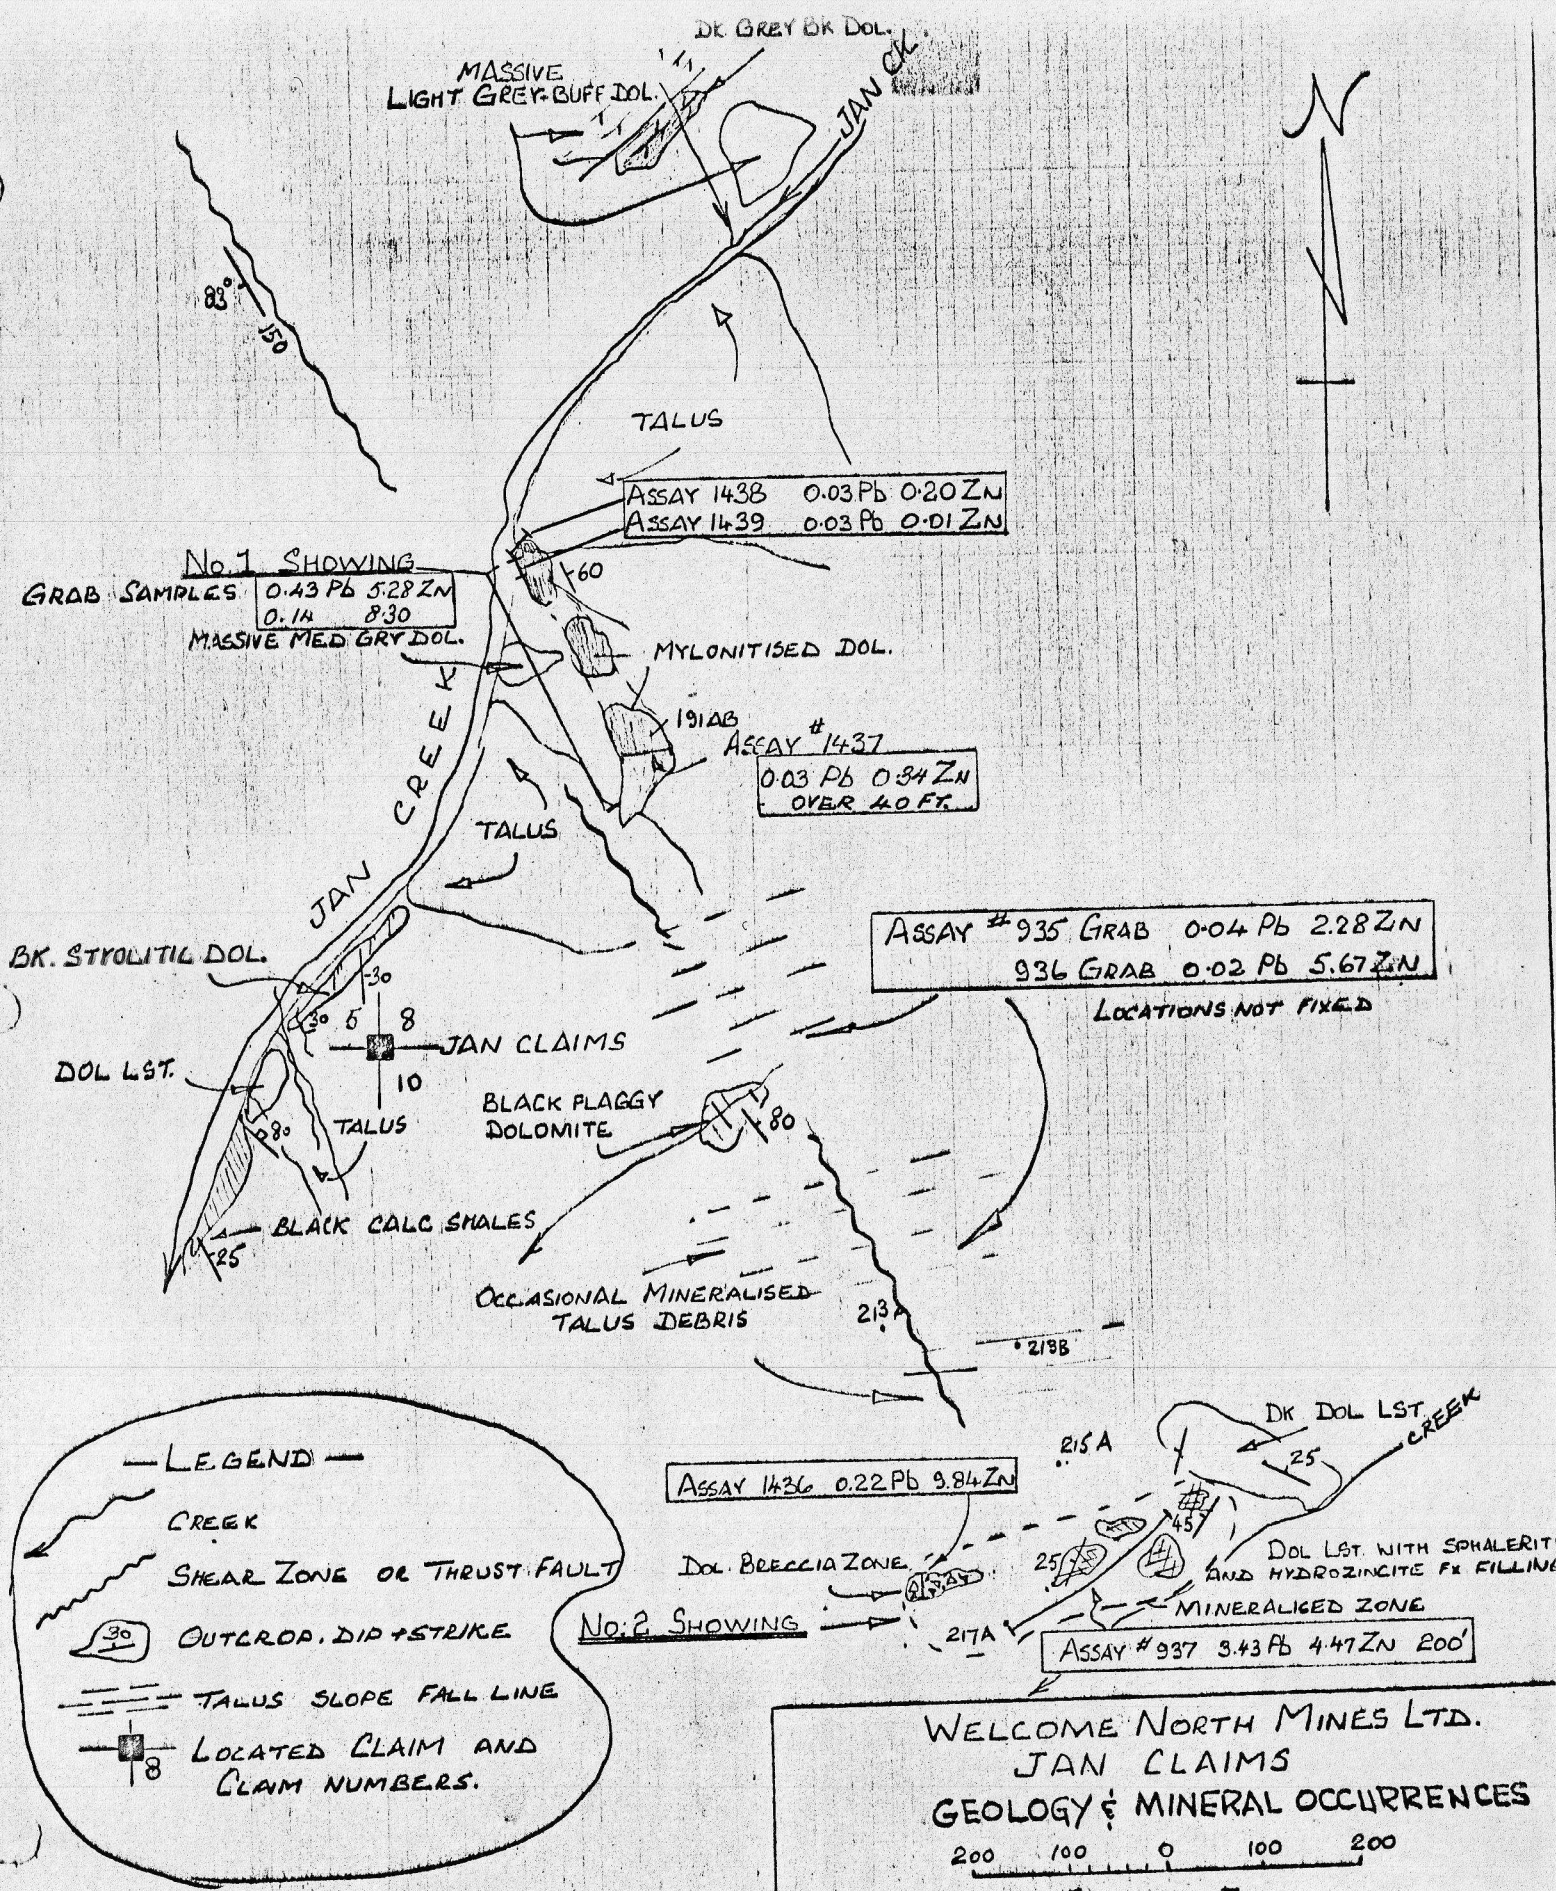 DK GREY BK DOL.
MASSIVE
LIGHT GREY-BUFF DOL.
JAN CK.
N
83°
150
TALUS
ASSAY 1438 0.03 Pb 0.20 ZN
ASSAY 1439 0.03 Pb 0.01 ZN
No.1 SHOWING
GRAB SAMPLES
0.43 Pb 5.28 ZN
0.14 8.30
60
MASSIVE MED GRY DOL.
MYLONITISED DOL.
191AB
ASSAY #1437
0.03 Pb 0.34 ZN
OVER 40 FT.
JAN CREEK
TALUS
ASSAY #935 GRAB 0.04 Pb 2.28 ZN
936 GRAB 0.02 Pb 5.67 ZN
LOCATIONS NOT FIXED
BK. STYOLITIC DOL.
30
30
5 8
JAN CLAIMS
10
DOL LST.
80
TALUS
BLACK FLAGGY
DOLOMITE
80
BLACK CALC SHALES
25
OCCASIONAL MINERALISED
TALUS DEBRIS
213A
213B
215A
DK DOL LST
CREEK
25
ASSAY 1436 0.22 Pb 9.84 ZN
45
25
DOL. BRECCIA ZONE
DOL LST. WITH SPHALERIT
AND HYDROZINCITE FX FILLING
No:2 SHOWING
217A
MINERALISED ZONE
ASSAY #937 3.43 Pb 4.47 ZN 200'
— LEGEND —
CREEK
SHEAR ZONE OR THRUST FAULT
30
OUTCROP. DIP + STRIKE
TALUS SLOPE FALL LINE
8
LOCATED CLAIM AND
CLAIM NUMBERS.
WELCOME NORTH MINES LTD.
JAN CLAIMS
GEOLOGY & MINERAL OCCURRENCES
200 100 0 100 200